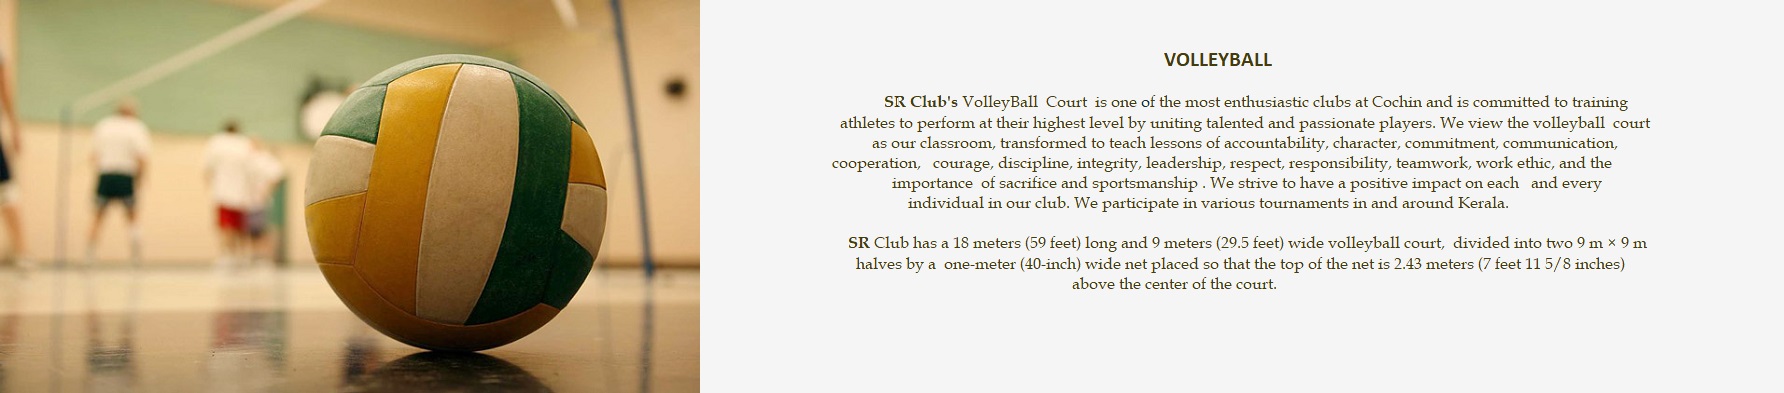 VOLLEYBALL
SR Club's VolleyBall Court is one of the most enthusiastic clubs at Cochin and is committed to training
athletes to perform at their highest level by uniting talented and passionate players. We view the volleyball court
as our classroom, transformed to teach lessons of accountability, character, commitment, communication,
cooperation, courage, discipline, integrity, leadership, respect, responsibility, teamwork, work ethic, and the
importance of sacrifice and sportsmanship . We strive to have a positive impact on each and every
individual in our club. We participate in various tournaments in and around Kerala.
SR Club has a 18 meters (59 feet) long and 9 meters (29.5 feet) wide volleyball court, divided into two 9 m × 9 m
halves by a one-meter (40-inch) wide net placed so that the top of the net is 2.43 meters (7 feet 11 5/8 inches)
above the center of the court.